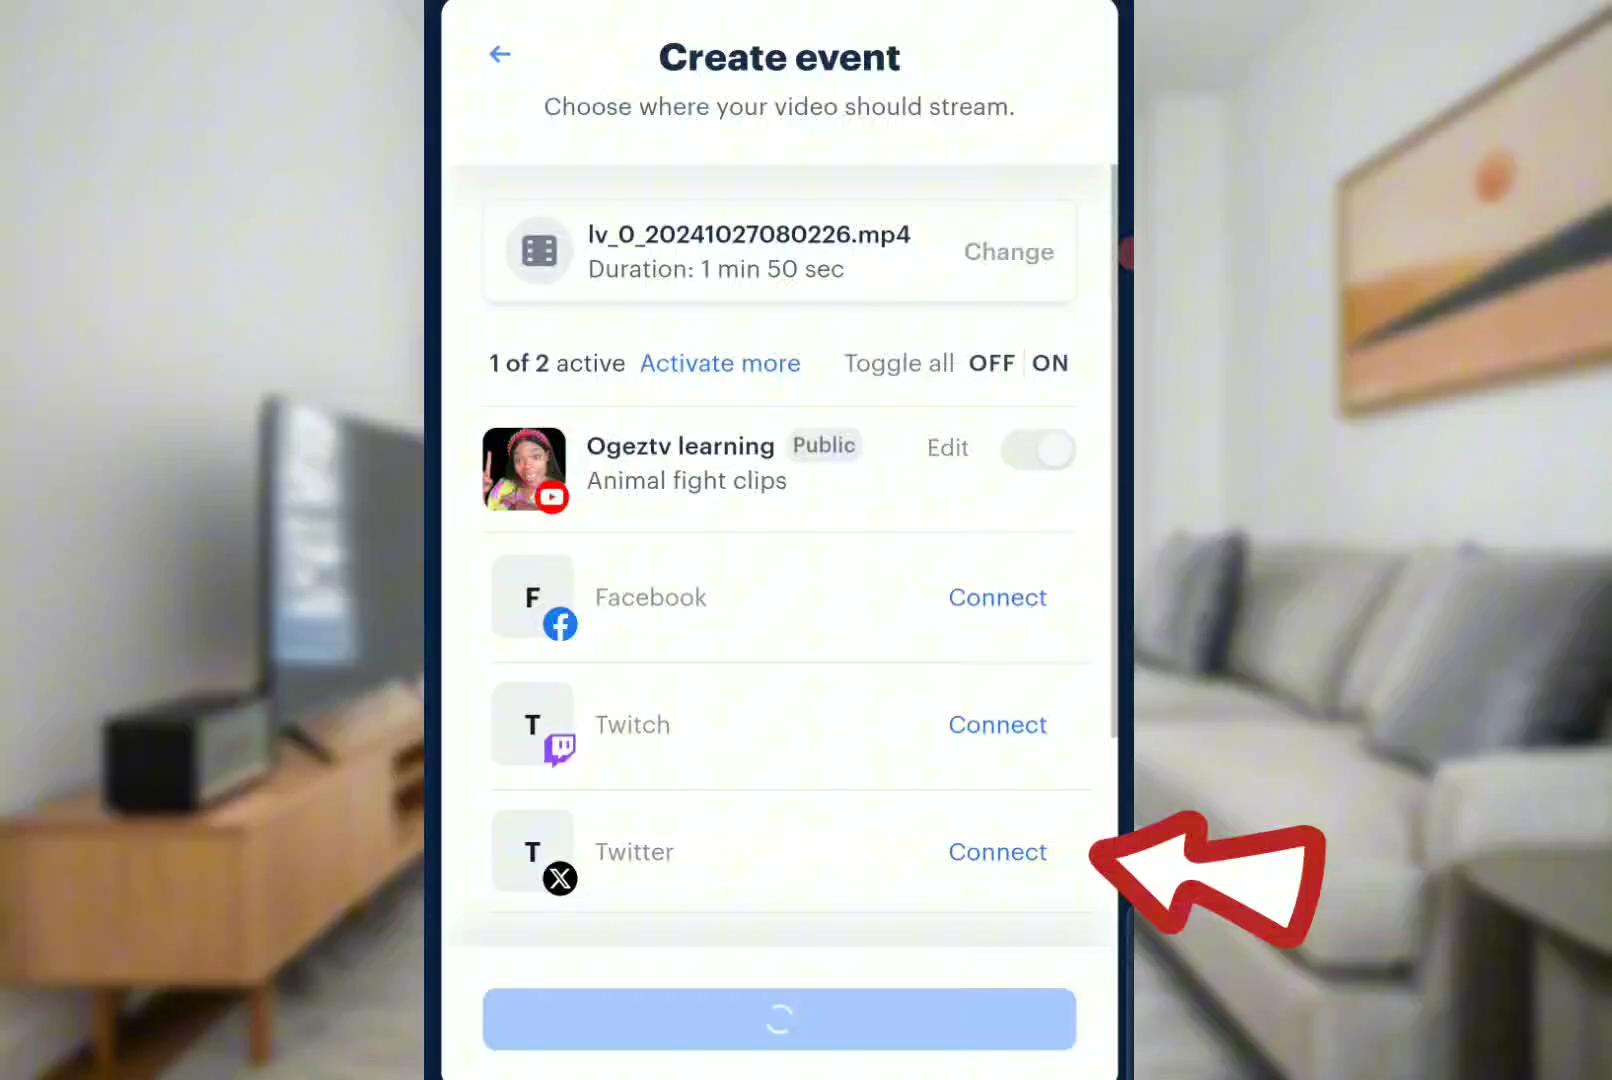 Create event
Choose where your video should stream.
lv_0_20241027080226.mp4
Duration: 1 min 50 sec
Change
1 of 2 active Activate more Toggle all OFF ON
Ogeztv learning Public Edit
Animal fight clips
F Facebook Connect
T Twitch Connect
T Twitter Connect